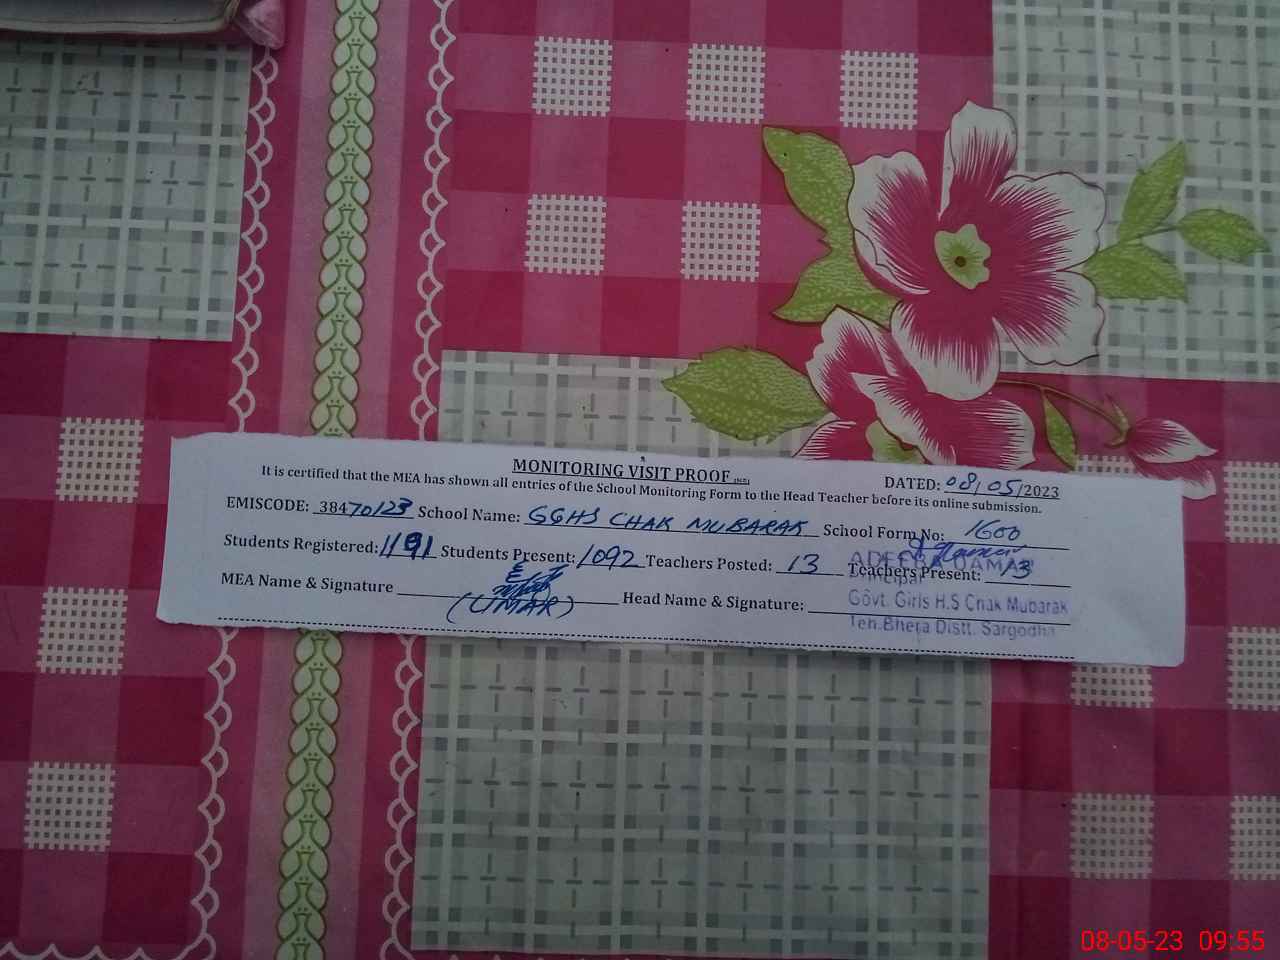 MONITORING VISIT PROOF
DATED: 08/05/2023
It is certified that the MEA has shown all entries of the School Monitoring Form to the Head Teacher before its online submission.
EMISCODE: 38470123 School Name: GGHS CHAK MUBARAK School Form No: 1600
Students Registered: 1191 Students Present: 1092 Teachers Posted: 13 Teachers Present: 13
MEA Name & Signature (UMAR) Head Name & Signature:
ADEEBA QAMAR
Principal
Govt. Girls H.S Chak Mubarak
Teh.Bhera Distt. Sargodha
08-05-23 09:55